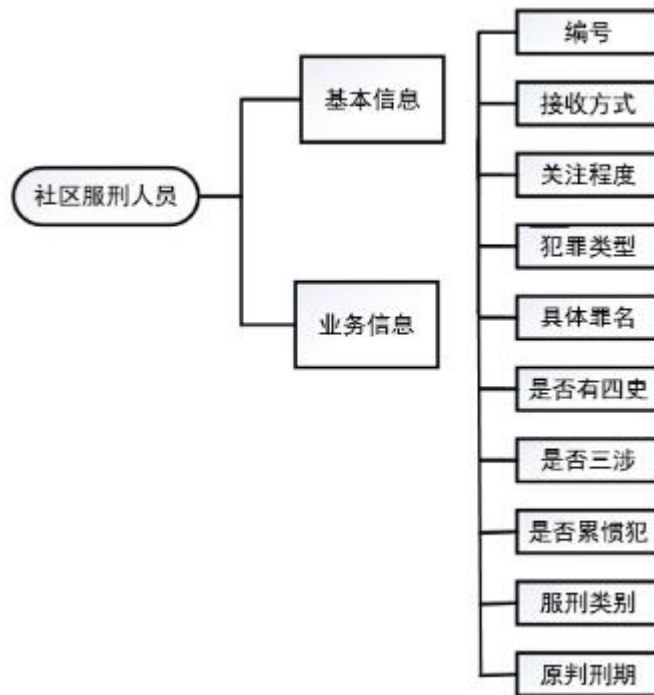 社区服刑人员
基本信息
业务信息
编号
接收方式
关注程度
犯罪类型
具体罪名
是否有四史
是否三涉
是否累惯犯
服刑类别
原判刑期